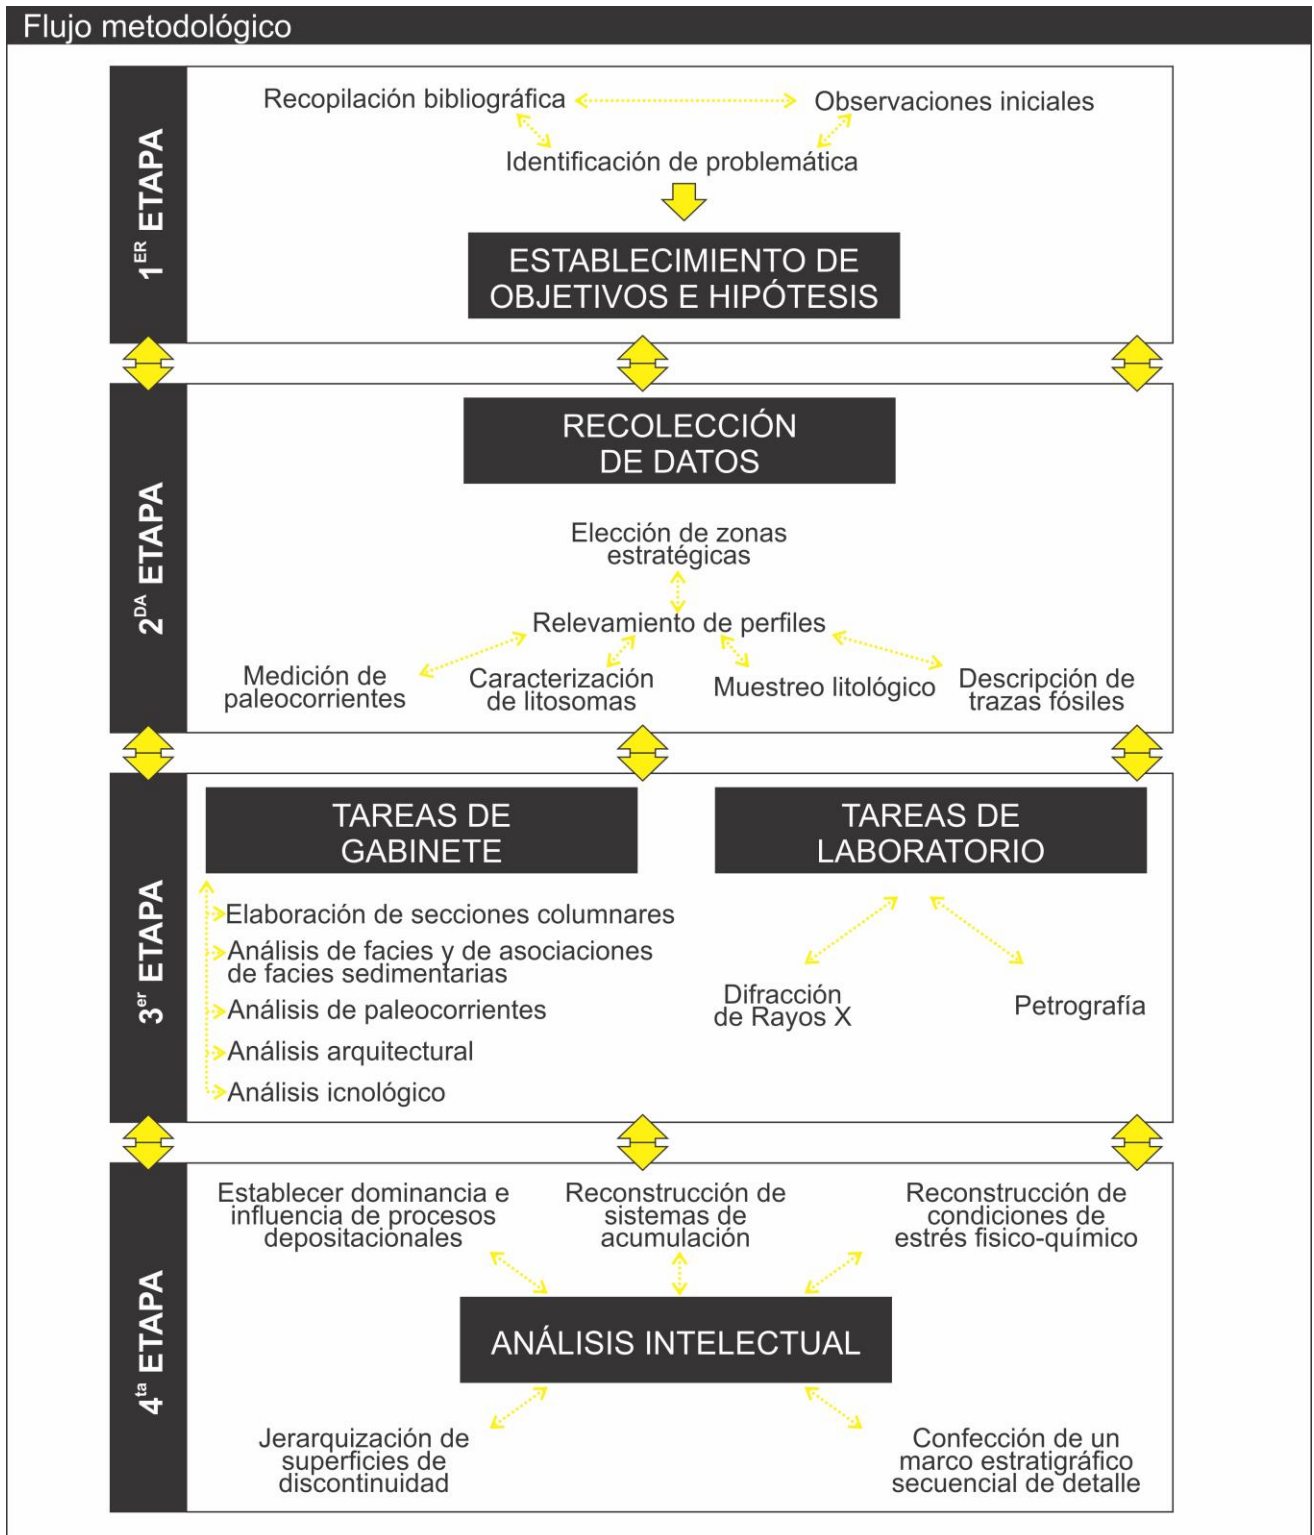 Flujo metodológico
1ER ETAPA
Recopilación bibliográfica
Observaciones iniciales
Identificación de problemática
ESTABLECIMIENTO DE
OBJETIVOS E HIPÓTESIS
2DA ETAPA
RECOLECCIÓN
DE DATOS
Elección de zonas
estratégicas
Relevamiento de perfiles
Medición de
paleocorrientes
Caracterización
de litosomas
Muestreo litológico
Descripción de
trazas fósiles
3er ETAPA
TAREAS DE
GABINETE
Elaboración de secciones columnares
Análisis de facies y de asociaciones
de facies sedimentarias
Análisis de paleocorrientes
Análisis arquitectural
Análisis icnológico
TAREAS DE
LABORATORIO
Difracción
de Rayos X
Petrografía
4ta ETAPA
Establecer dominancia e
influencia de procesos
depositacionales
Reconstrucción de
sistemas de
acumulación
Reconstrucción de
condiciones de
estrés fisico-químico
ANÁLISIS INTELECTUAL
Jerarquización de
superficies de
discontinuidad
Confección de un
marco estratigráfico
secuencial de detalle